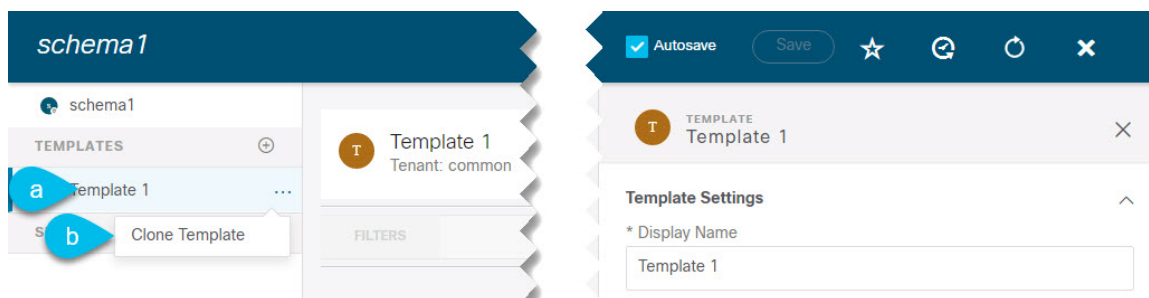 schema1
Autosave
Save
schema1
TEMPLATES
a
Template 1
...
b
Clone Template
S
T
Template 1
Tenant: common
FILTERS
T
TEMPLATE
Template 1
Template Settings
* Display Name
Template 1